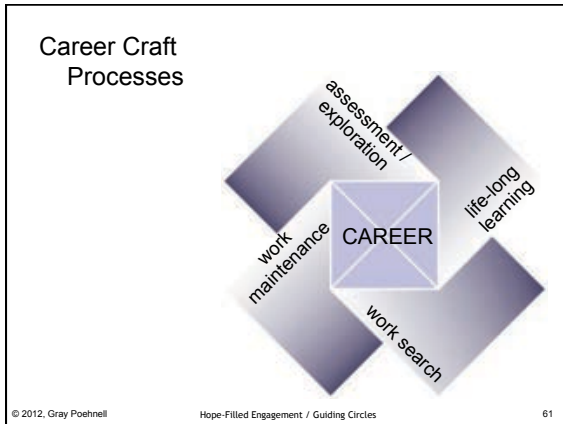 Career Craft
Processes
assessment /
exploration
life-long
learning
CAREER
work
maintenance
work search
© 2012, Gray Poehnell
Hope-Filled Engagement / Guiding Circles
61